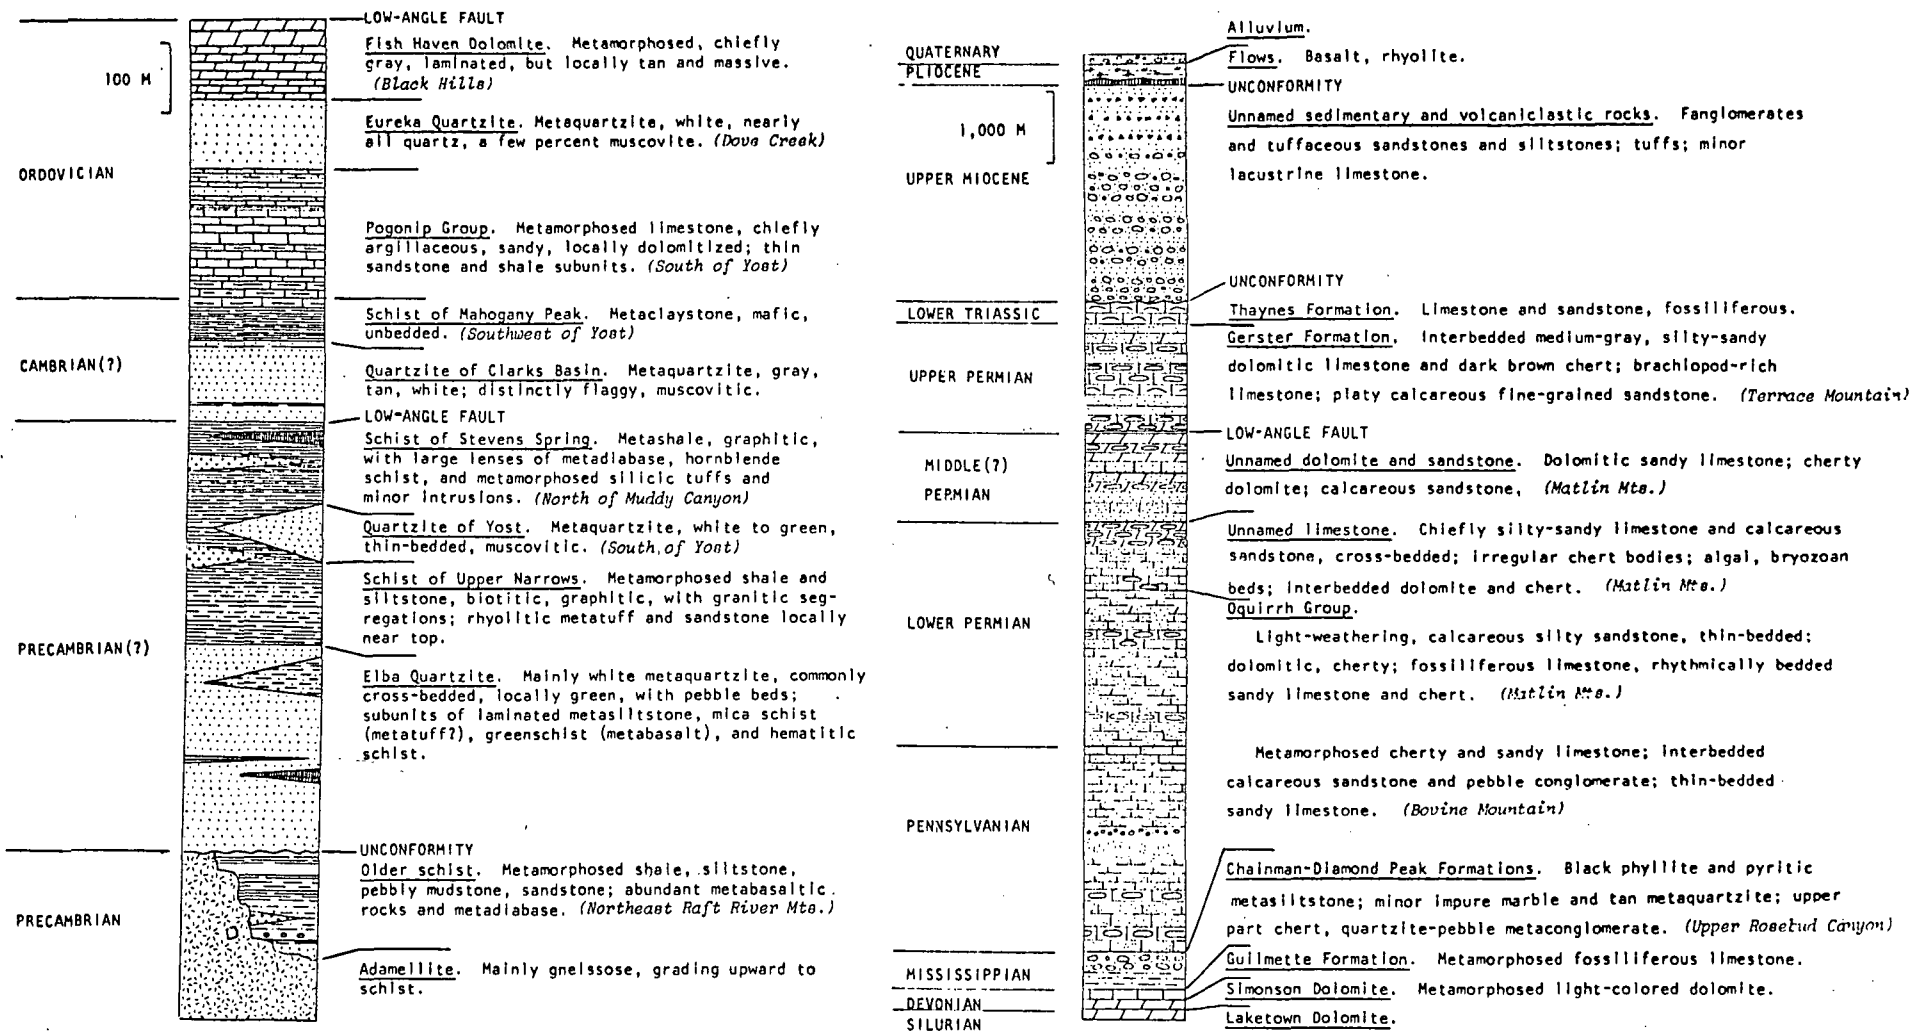 LOW-ANGLE FAULT
Fish Haven Dolomite. Metamorphosed, chiefly
gray, laminated, but locally tan and massive.
(Black Hills)
100 M
Eureka Quartzite. Metaquartzite, white, nearly
all quartz, a few percent muscovite. (Dove Creek)
ORDOVICIAN
Pogonip Group. Metamorphosed limestone, chiefly
argillaceous, sandy, locally dolomitized; thin
sandstone and shale subunits. (South of Yost)
Schist of Mahogany Peak. Metaclaystone, mafic,
unbedded. (Southwest of Yost)
CAMBRIAN(?)
Quartzite of Clarks Basin. Metaquartzite, gray,
tan, white; distinctly flaggy, muscovitic.
LOW-ANGLE FAULT
Schist of Stevens Spring. Metashale, graphitic,
with large lenses of metadiabase, hornblende
schist, and metamorphosed silicic tuffs and
minor intrusions. (North of Muddy Canyon)
Quartzite of Yost. Metaquartzite, white to green,
thin-bedded, muscovitic. (South of Yost)
Schist of Upper Narrows. Metamorphosed shale and
siltstone, biotitic, graphitic, with granitic seg-
regations; rhyolitic metatuff and sandstone locally
near top.
PRECAMBRIAN(?)
Elba Quartzite. Mainly white metaquartzite, commonly
cross-bedded, locally green, with pebble beds;
subunits of laminated metasiltstone, mica schist
(metatuff?), greenschist (metabasalt), and hematitic
schist.
UNCONFORMITY
Older schist. Metamorphosed shale, siltstone,
pebbly mudstone, sandstone; abundant metabasaltic
rocks and metadiabase. (Northeast Raft River Mts.)
PRECAMBRIAN
Adamellite. Mainly gneissose, grading upward to
schist.
Alluvium.
QUATERNARY
Flows. Basalt, rhyolite.
PLIOCENE
UNCONFORMITY
Unnamed sedimentary and volcaniclastic rocks. Fanglomerates
1,000 M
and tuffaceous sandstones and siltstones; tuffs; minor
lacustrine limestone.
UPPER MIOCENE
UNCONFORMITY
LOWER TRIASSIC
Thaynes Formation. Limestone and sandstone, fossiliferous.
Gerster Formation. Interbedded medium-gray, silty-sandy
dolomitic limestone and dark brown chert; brachiopod-rich
UPPER PERMIAN
limestone; platy calcareous fine-grained sandstone. (Terrace Mountain)
LOW-ANGLE FAULT
MIDDLE(?)
PERMIAN
Unnamed dolomite and sandstone. Dolomitic sandy limestone; cherty
dolomite; calcareous sandstone, (Matlin Mts.)
Unnamed limestone. Chiefly silty-sandy limestone and calcareous
sandstone, cross-bedded; irregular chert bodies; algal, bryozoan
beds; interbedded dolomite and chert. (Matlin Mts.)
Oquirrh Group.
LOWER PERMIAN
Light-weathering, calcareous silty sandstone, thin-bedded;
dolomitic, cherty; fossiliferous limestone, rhythmically bedded
sandy limestone and chert. (Matlin Mts.)
Metamorphosed cherty and sandy limestone; interbedded
calcareous sandstone and pebble conglomerate; thin-bedded
sandy limestone. (Bovine Mountain)
PENNSYLVANIAN
Chainman-Diamond Peak Formations. Black phyllite and pyritic
metasiltstone; minor impure marble and tan metaquartzite; upper
part chert, quartzite-pebble metaconglomerate. (Upper Rosebud Canyon)
Guilmette Formation. Metamorphosed fossiliferous limestone.
MISSISSIPPIAN
Simonson Dolomite. Metamorphosed light-colored dolomite.
DEVONIAN
Laketown Dolomite.
SILURIAN